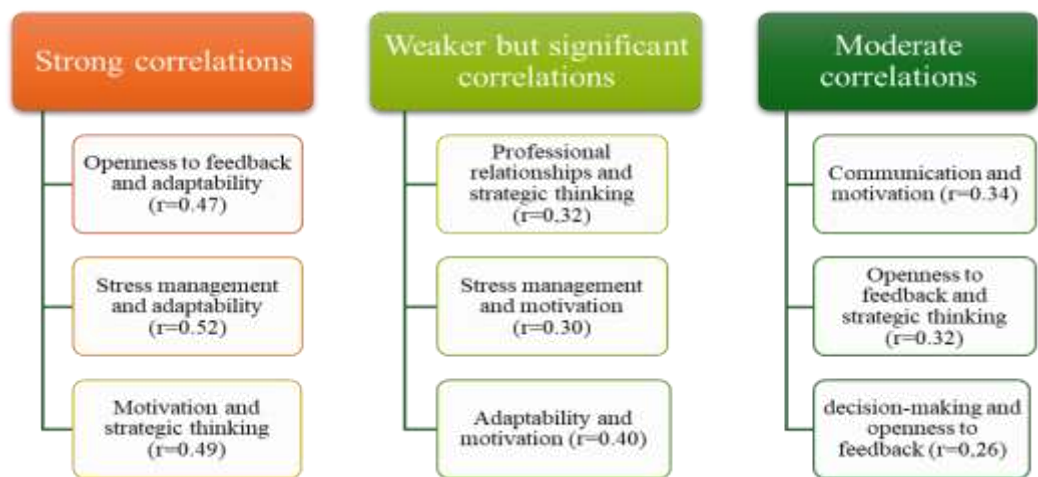 Strong correlations
Openness to feedback
and adaptability
(r=0.47)
Stress management
and adaptability
(r=0.52)
Motivation and
strategic thinking
(r=0.49)
Weaker but significant
correlations
Professional
relationships and
strategic thinking
(r=0,32)
Stress management
and motivation
(r=0.30)
Adaptability and
motivation (r=0.40)
Moderate
correlations
Communication and
motivation (r=0.34)
Openness to
feedback and
strategic thinking
(r=0.32)
decision-making and
openness to
feedback (r=0,26)